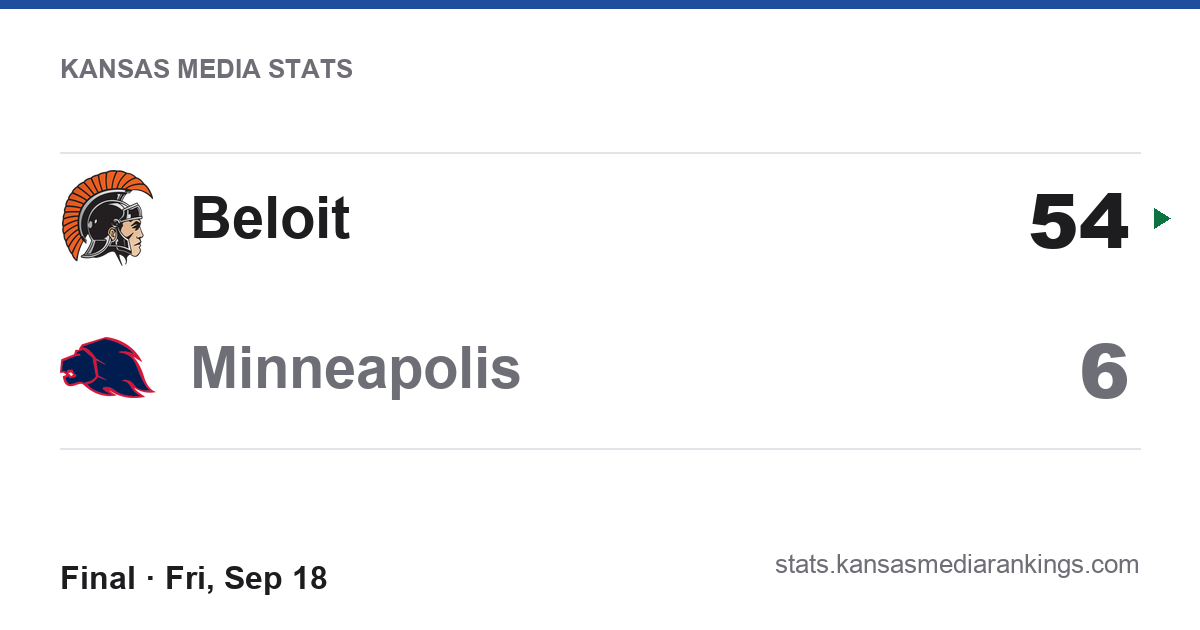 KANSAS MEDIA STATS
Beloit 54
Minneapolis 6
Final · Fri, Sep 18
stats.kansasmediarankings.com